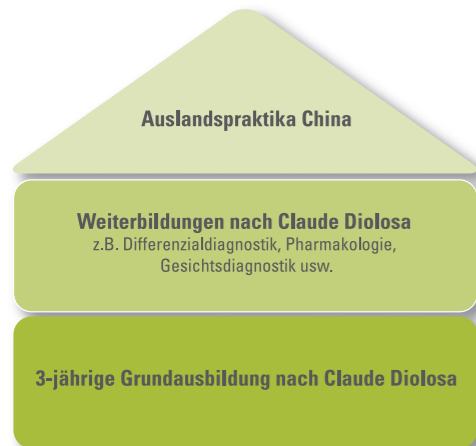 Auslandspraktika China
Weiterbildungen nach Claude Diolosa
z.B. Differenzialdiagnostik, Pharmakologie,
Gesichtsdiagnostik usw.
3-jährige Grundausbildung nach Claude Diolosa